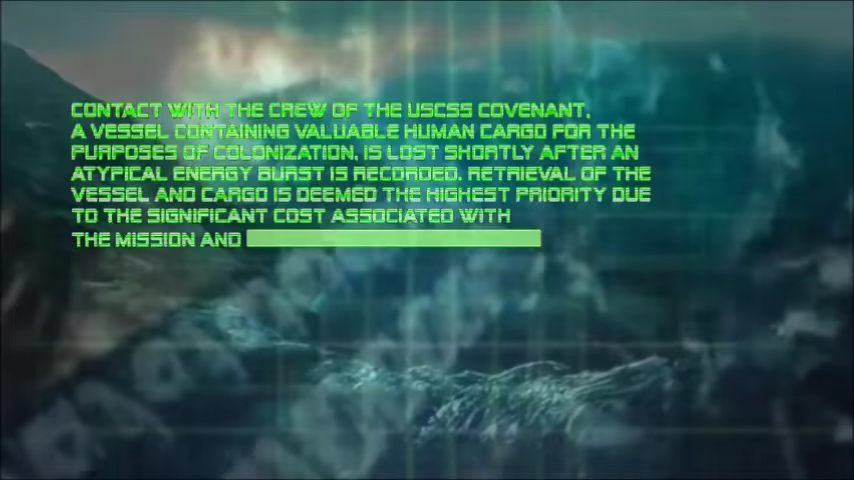 CONTACT WITH THE CREW OF THE USCSS COVENANT,
A VESSEL CONTAINING VALUABLE HUMAN CARGO FOR THE
PURPOSES OF COLONIZATION, IS LOST SHORTLY AFTER AN
ATYPICAL ENERGY BURST IS RECORDED. RETRIEVAL OF THE
VESSEL AND CARGO IS DEEMED THE HIGHEST PRIORITY DUE
TO THE SIGNIFICANT COST ASSOCIATED WITH
THE MISSION AND